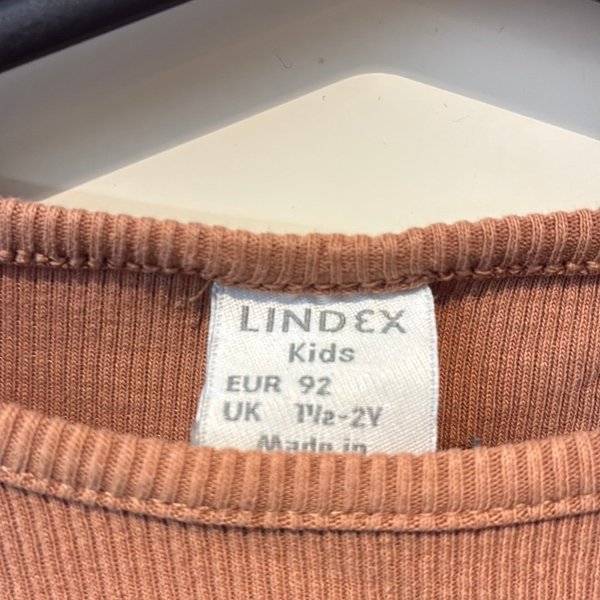 LINDEX
Kids
EUR 92
UK 1½-2Y
Made in